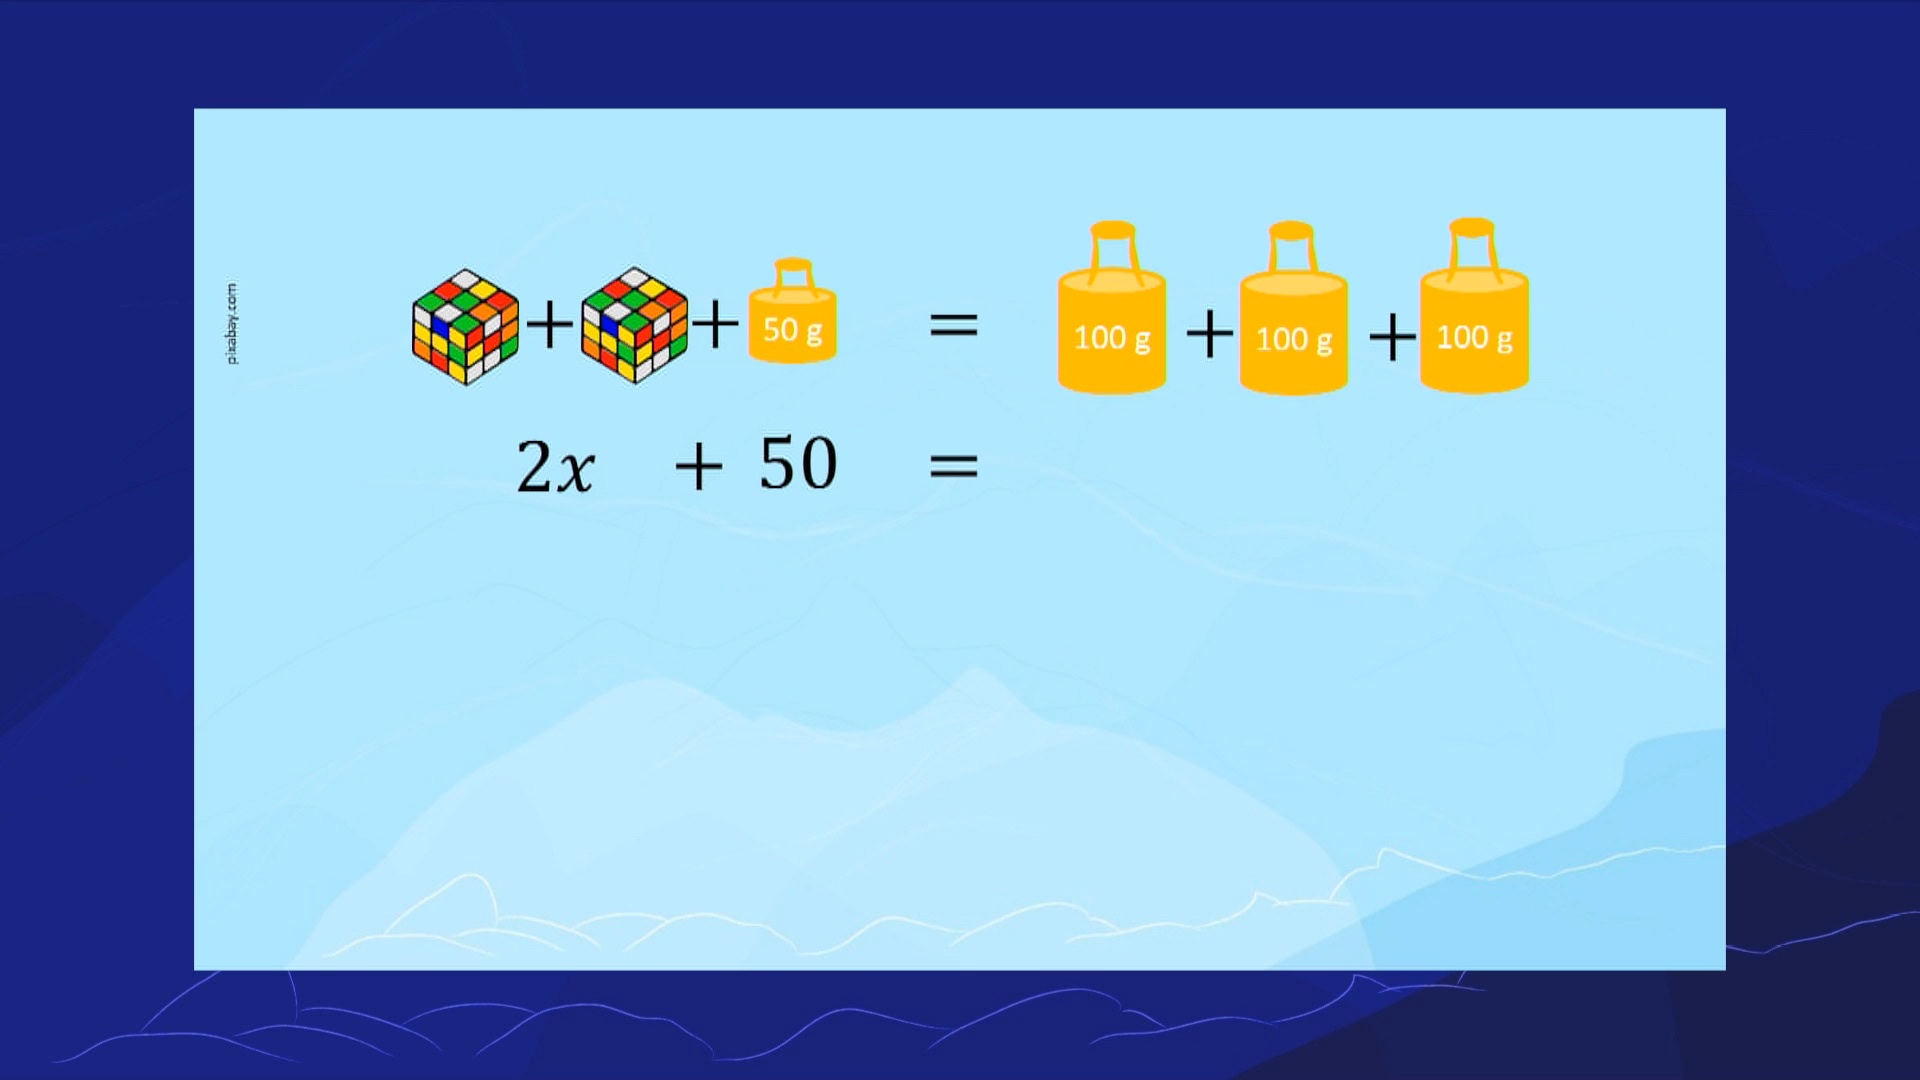 pixabay.com
+ + 50 g = 100 g + 100 g + 100 g
2x + 50 =